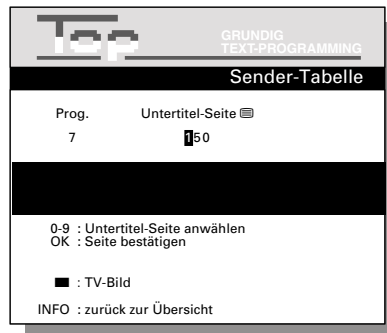 Top
GRUNDIG
TEXT-PROGRAMMING
Sender-Tabelle
Prog. Untertitel-Seite
7 150
0-9 : Untertitel-Seite anwählen
OK : Seite bestätigen
: TV-Bild
INFO : zurück zur Übersicht